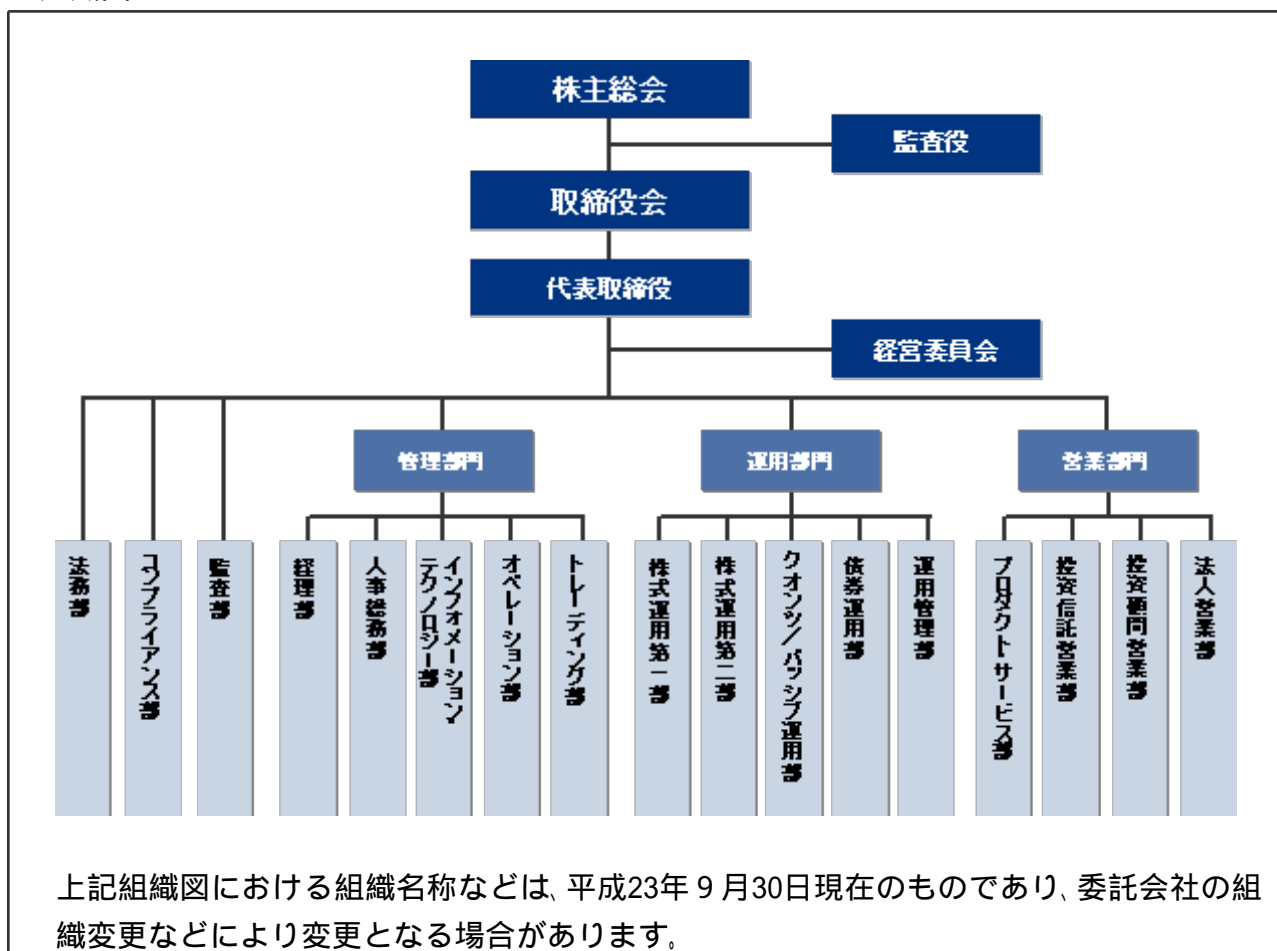 株主総会
監査役
取締役会
代表取締役
経営委員会
管理部門
運用部門
営業部門
法務部
コンプライアンス部
監査部
経理部
人事総務部
インフォメーション
テクノロジー部
オペレーション部
トレーディング部
株式運用第一部
株式運用第二部
クオンツ／パッシブ運用部
債券運用部
運用管理部
プロダクトサービス部
投資信託営業部
投資顧問営業部
法人営業部
上記組織図における組織名称などは、平成23年９月30日現在のものであり、委託会社の組
織変更などにより変更となる場合があります。